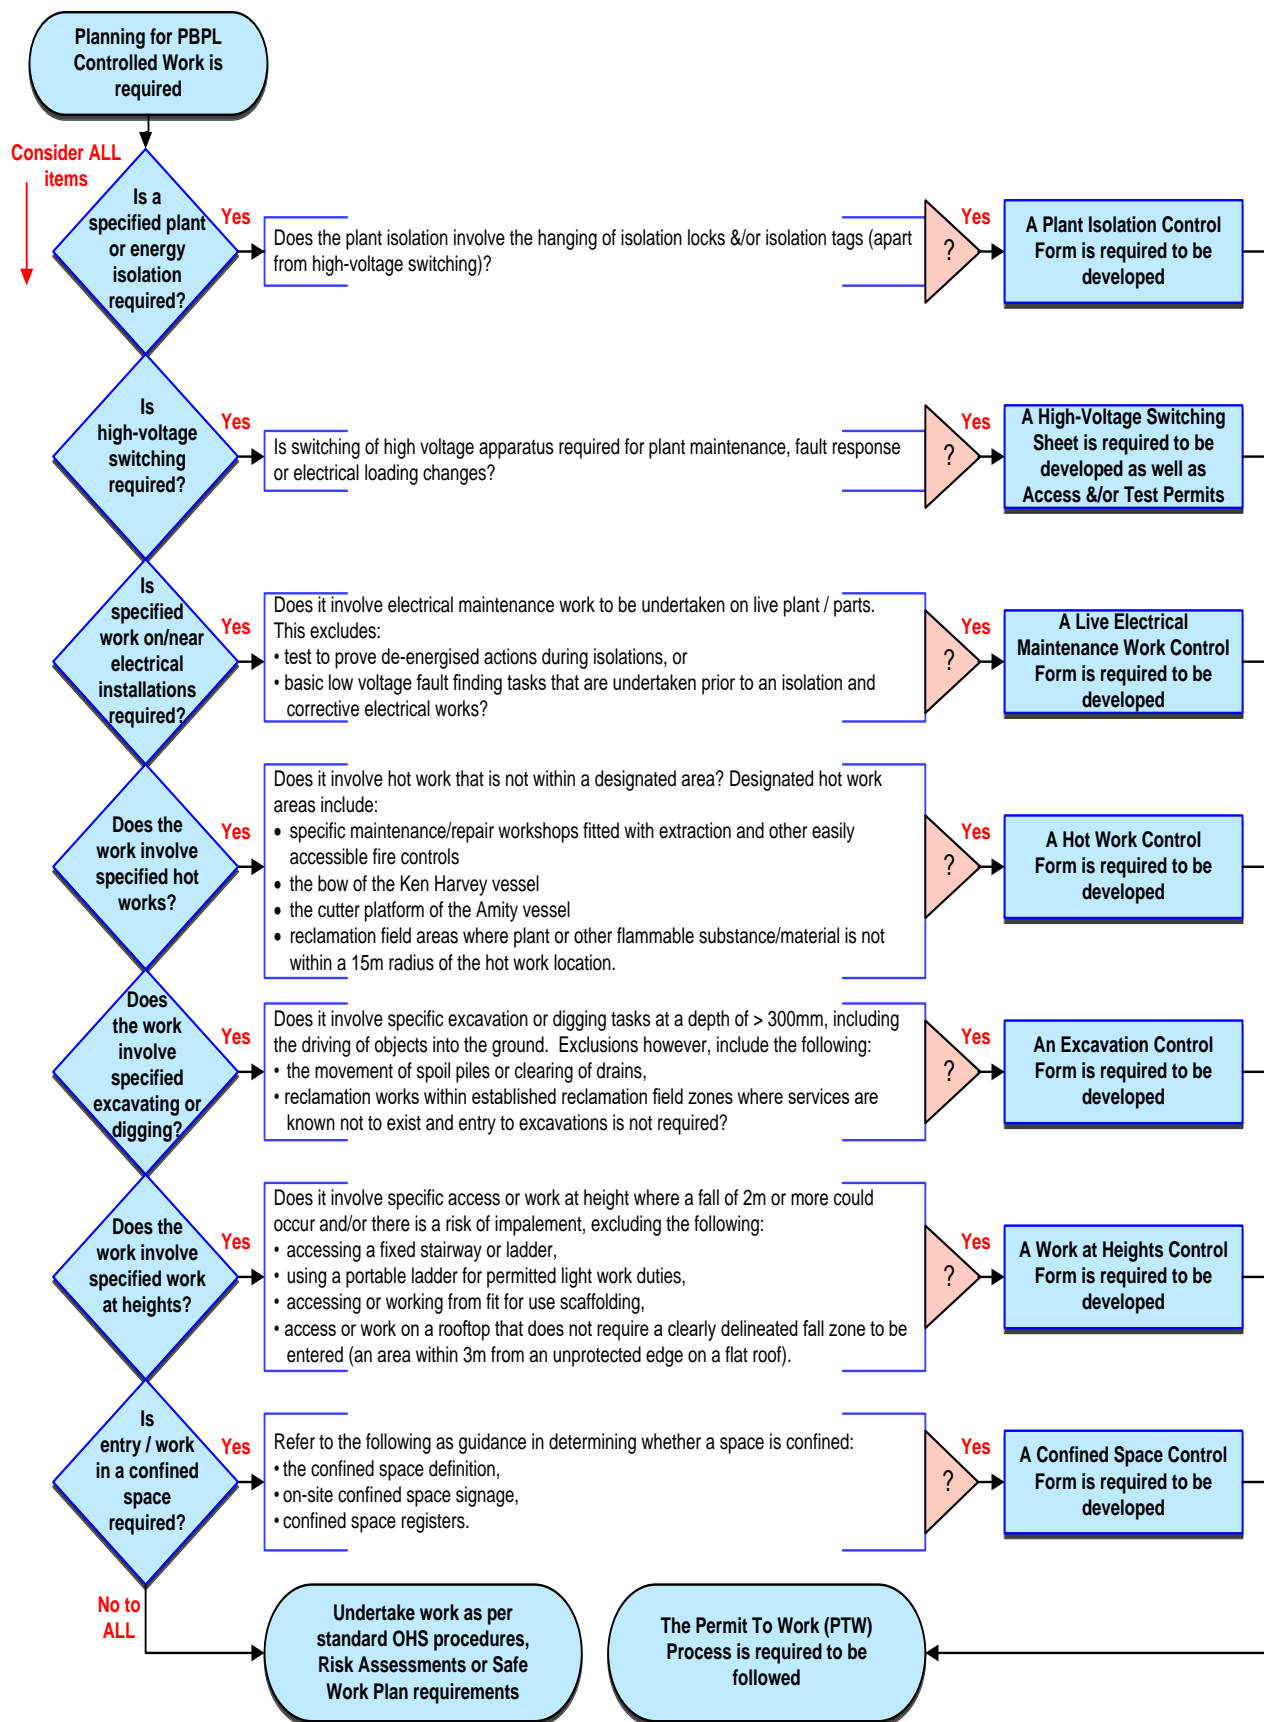 Planning for PBPL
Controlled Work is
required
Consider ALL
items
Is a
specified plant
or energy
isolation
required?
Yes
Does the plant isolation involve the hanging of isolation locks &/or isolation tags (apart
from high-voltage switching)?
?
Yes
A Plant Isolation Control
Form is required to be
developed
Is
high-voltage
switching
required?
Yes
Is switching of high voltage apparatus required for plant maintenance, fault response
or electrical loading changes?
?
Yes
A High-Voltage Switching
Sheet is required to be
developed as well as
Access &/or Test Permits
Is
specified
work on/near
electrical
installations
required?
Yes
Does it involve electrical maintenance work to be undertaken on live plant / parts.
This excludes:
• test to prove de-energised actions during isolations, or
• basic low voltage fault finding tasks that are undertaken prior to an isolation and
corrective electrical works?
?
Yes
A Live Electrical
Maintenance Work Control
Form is required to be
developed
Does the
work involve
specified hot
works?
Yes
Does it involve hot work that is not within a designated area? Designated hot work
areas include:
• specific maintenance/repair workshops fitted with extraction and other easily
accessible fire controls
• the bow of the Ken Harvey vessel
• the cutter platform of the Amity vessel
• reclamation field areas where plant or other flammable substance/material is not
within a 15m radius of the hot work location.
?
Yes
A Hot Work Control
Form is required to be
developed
Does
the work
involve
specified
excavating or
digging?
Yes
Does it involve specific excavation or digging tasks at a depth of > 300mm, including
the driving of objects into the ground.  Exclusions however, include the following:
• the movement of spoil piles or clearing of drains,
• reclamation works within established reclamation field zones where services are
known not to exist and entry to excavations is not required?
?
Yes
An Excavation Control
Form is required to be
developed
Does the
work involve
specified work
at heights?
Yes
Does it involve specific access or work at height where a fall of 2m or more could
occur and/or there is a risk of impalement, excluding the following:
• accessing a fixed stairway or ladder,
• using a portable ladder for permitted light work duties,
• accessing or working from fit for use scaffolding,
• access or work on a rooftop that does not require a clearly delineated fall zone to be
entered (an area within 3m from an unprotected edge on a flat roof).
?
Yes
A Work at Heights Control
Form is required to be
developed
Is
entry / work
in a confined
space
required?
Yes
Refer to the following as guidance in determining whether a space is confined:
• the confined space definition,
• on-site confined space signage,
• confined space registers.
?
Yes
A Confined Space Control
Form is required to be
developed
No to
ALL
Undertake work as per
standard OHS procedures,
Risk Assessments or Safe
Work Plan requirements
The Permit To Work (PTW)
Process is required to be
followed